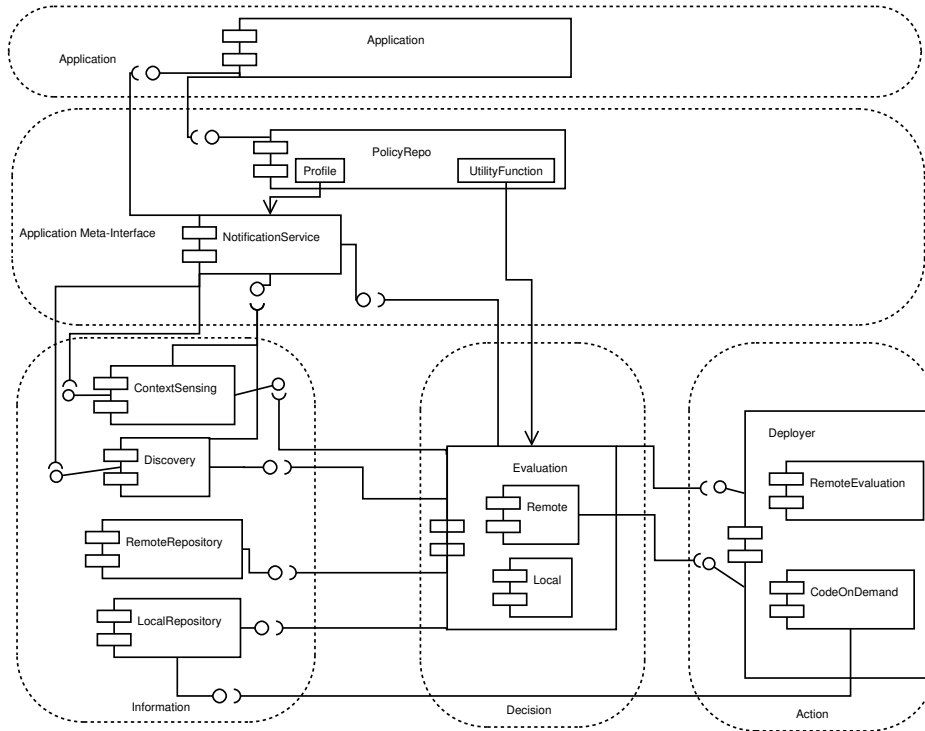 Application
Application
PolicyRepo
Profile
UtilityFunction
Application Meta-Interface
NotificationService
ContextSensing
Discovery
RemoteRepository
LocalRepository
Information
Evaluation
Remote
Local
Decision
Deployer
RemoteEvaluation
CodeOnDemand
Action